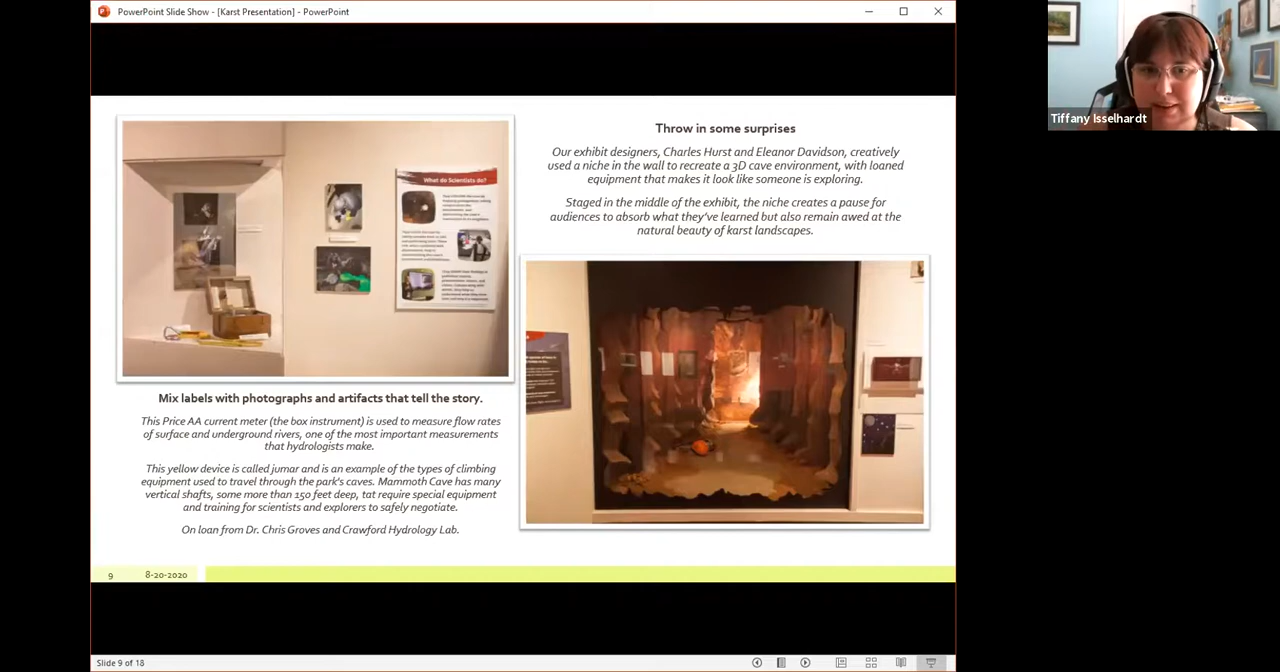 PowerPoint Slide Show - [Karst Presentation] - PowerPoint
Tiffany Isselhardt
What do Scientists do?
Mix labels with photographs and artifacts that tell the story.
This Price AA current meter (the box instrument) is used to measure flow rates
of surface and underground rivers, one of the most important measurements
that hydrologists make.
This yellow device is called jumar and is an example of the types of climbing
equipment used to travel through the park's caves. Mammoth Cave has many
vertical shafts, some more than 150 feet deep, tat require special equipment
and training for scientists and explorers to safely negotiate.
On loan from Dr. Chris Groves and Crawford Hydrology Lab.
Throw in some surprises
Our exhibit designers, Charles Hurst and Eleanor Davidson, creatively
used a niche in the wall to recreate a 3D cave environment, with loaned
equipment that makes it look like someone is exploring.
Staged in the middle of the exhibit, the niche creates a pause for
audiences to absorb what they've learned but also remain awed at the
natural beauty of karst landscapes.
9 8-20-2020
Slide 9 of 18